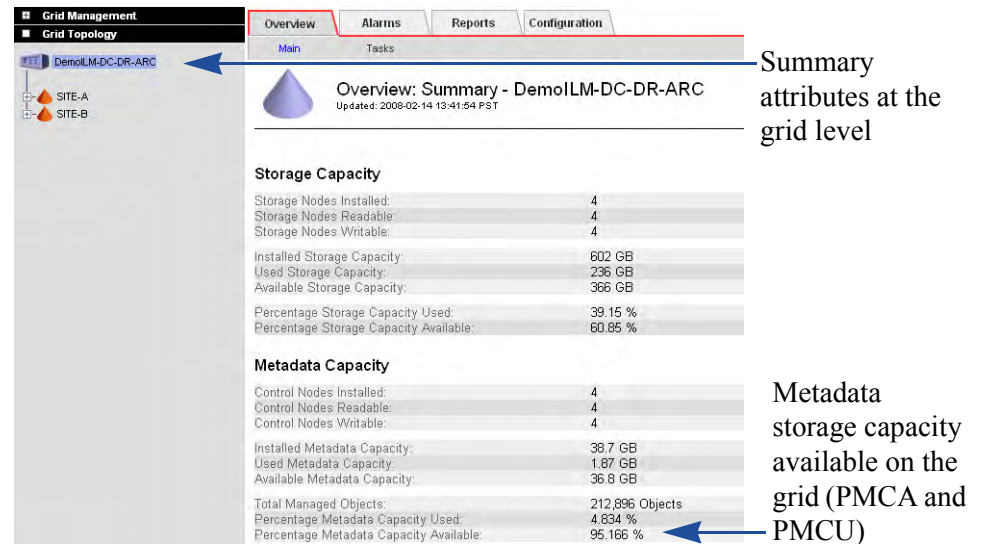 Grid Management
Grid Topology
DemoILM-DC-DR-ARC
SITE-A
SITE-B
Overview Alarms Reports Configuration
Main Tasks
Overview: Summary - DemoILM-DC-DR-ARC
Updated: 2008-02-14 13:41:54 PST
Storage Capacity
Storage Nodes Installed: 4
Storage Nodes Readable: 4
Storage Nodes Writable: 4
Installed Storage Capacity: 602 GB
Used Storage Capacity: 236 GB
Available Storage Capacity: 366 GB
Percentage Storage Capacity Used: 39.15 %
Percentage Storage Capacity Available: 60.85 %
Metadata Capacity
Control Nodes Installed: 4
Control Nodes Readable: 4
Control Nodes Writable: 4
Installed Metadata Capacity: 38.7 GB
Used Metadata Capacity: 1.87 GB
Available Metadata Capacity: 36.8 GB
Total Managed Objects: 212,896 Objects
Percentage Metadata Capacity Used: 4.834 %
Percentage Metadata Capacity Available: 95.166 %
Summary
attributes at the
grid level
Metadata
storage capacity
available on the
grid (PMCA and
PMCU)